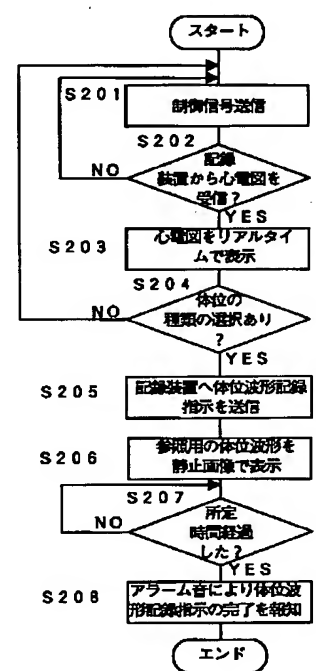 スタート
S201
制御信号送信
S202
記録
装置から心電図を
受信?
NO
YES
S203
心電図をリアルタイ
ムで表示
S204
体位の
種類の選択あり
?
NO
YES
S205
記録装置へ体位波形記録
指示を送信
S206
参照用の体位波形を
静止画像で表示
S207
所定
時間経過
した?
NO
YES
S208
アラーム音により体位波
形記録指示の完了を報知
エンド